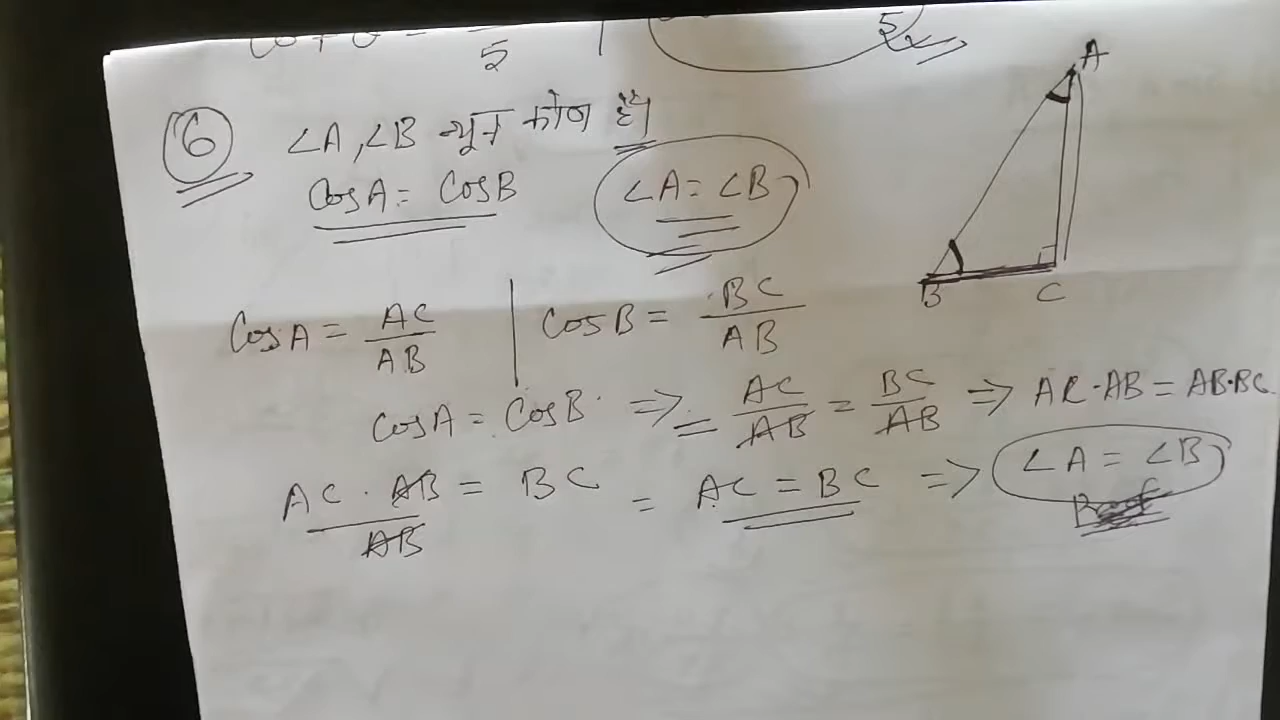 5 5
A
⑥ ∠A, ∠B न्यून कोण हैं।
CosA = CosB ∠A = ∠B
B C
CosA = AC/AB | CosB = BC/AB
CosA = CosB ⇒ = AC/AB = BC/AB ⇒ AC·AB = AB·BC
AC·AB/AB = BC = AC = BC ⇒ ∠A = ∠B